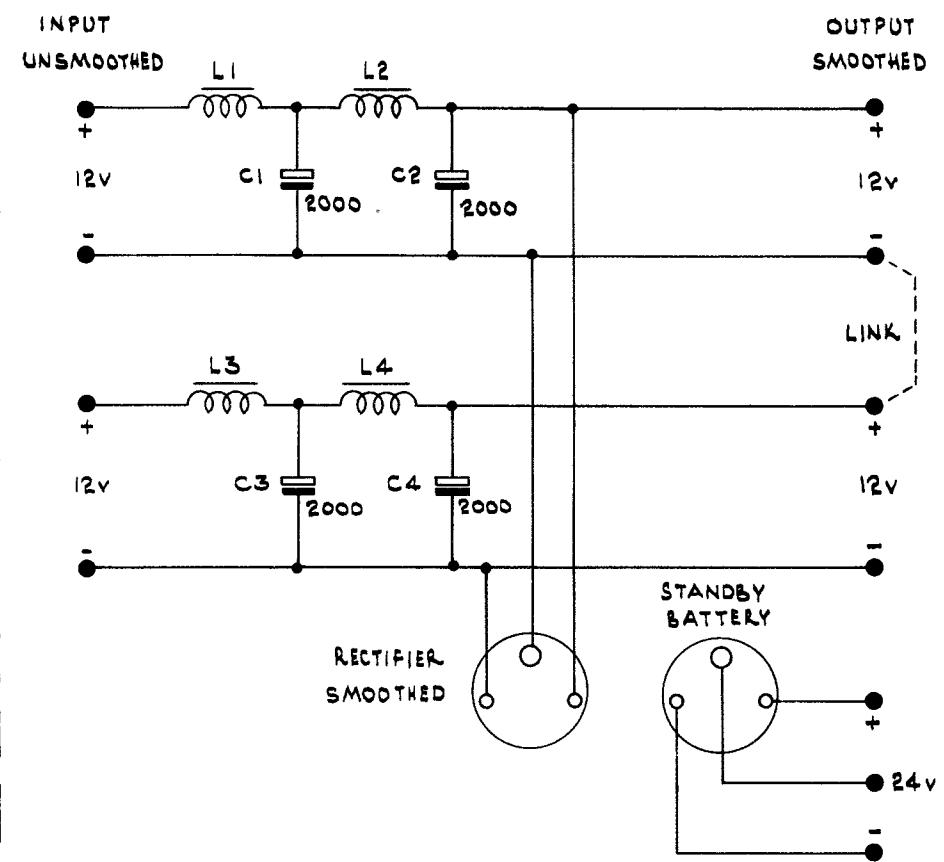 INPUT
UNSMOOTHED
OUTPUT
SMOOTHED
L1
L2
+
+
12v
C1
2000
C2
2000
12v
-
-
LINK
L3
L4
+
+
12v
C3
2000
C4
2000
12v
-
-
STANDBY
BATTERY
RECTIFIER
SMOOTHED
+
24v
-